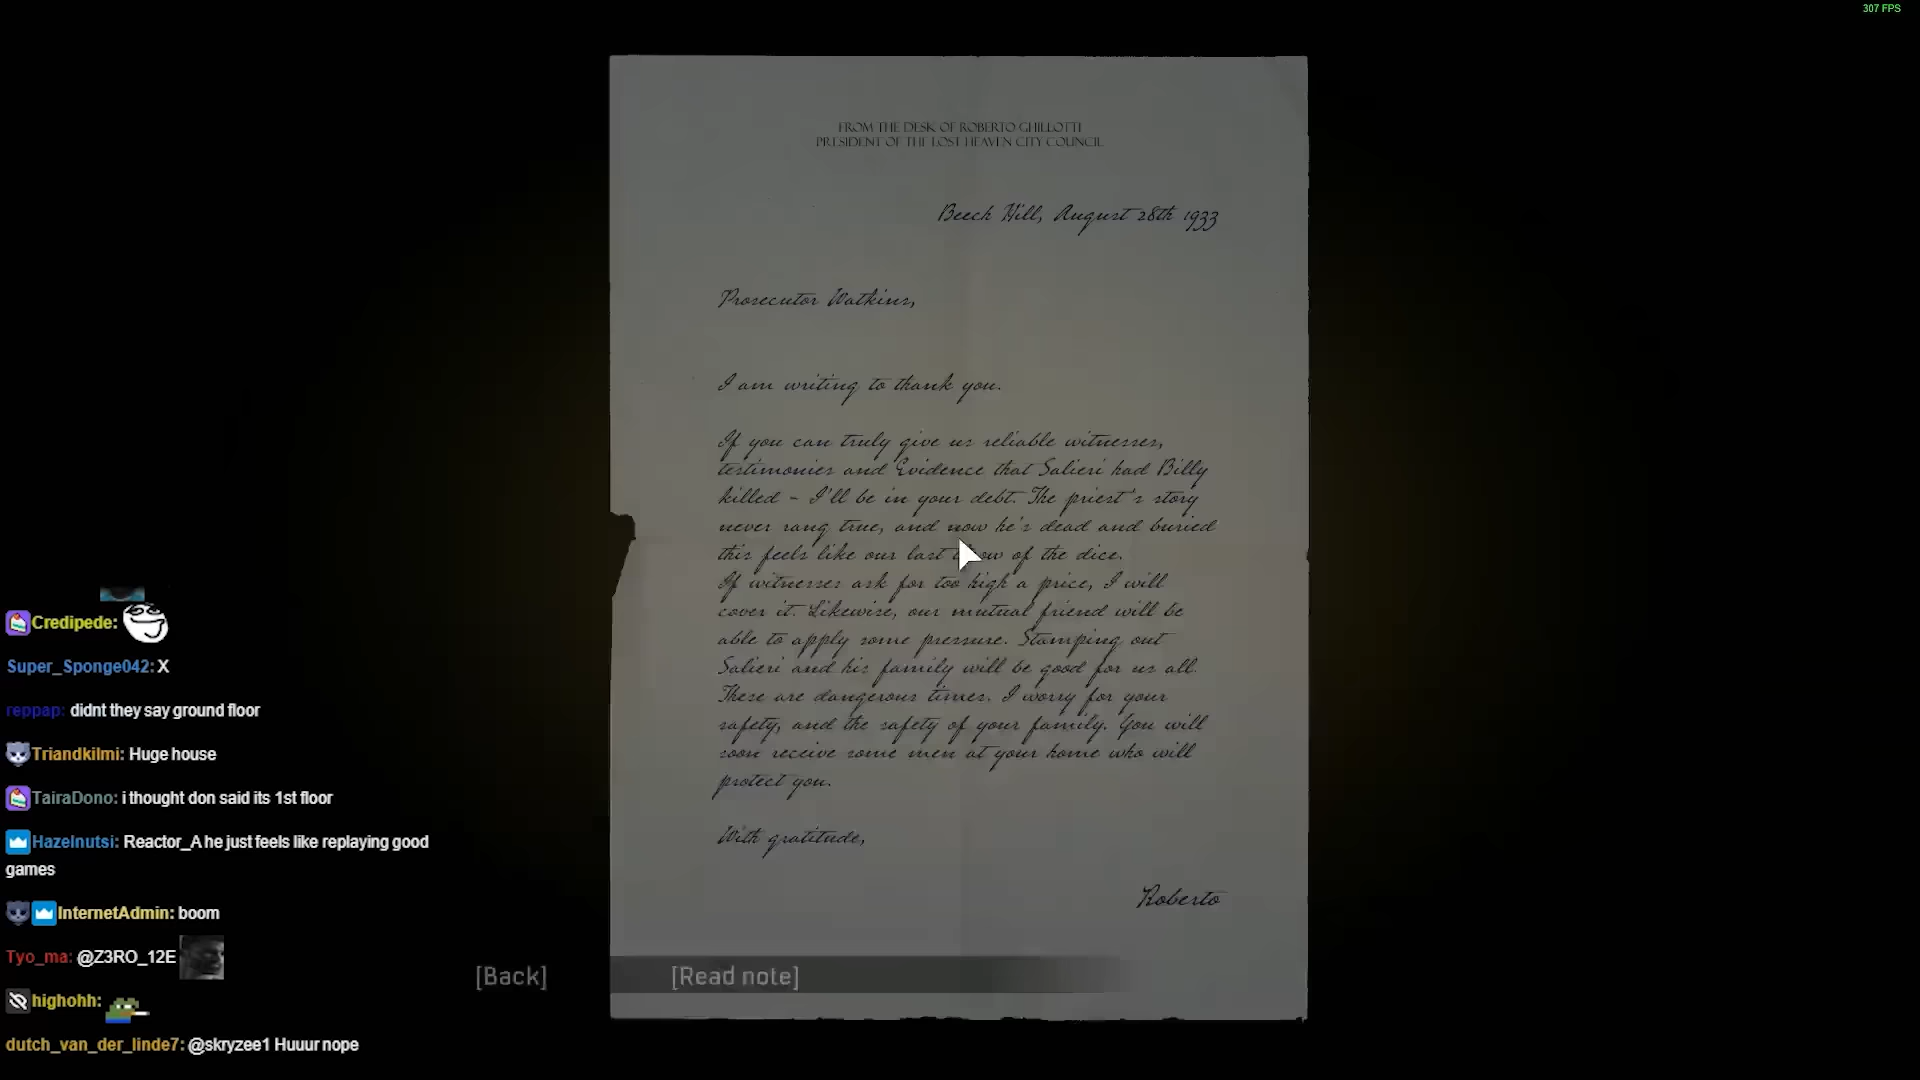 307 FPS
FROM THE DESK OF ROBERTO GHILLOTTI
PRESIDENT OF THE LOST HEAVEN CITY COUNCIL
Beech Hill, August 28th 1933
Prosecutor Watkins,
I am writing to thank you.
If you can truly give us reliable witnesses,
testimonies and Evidence that Salieri had Billy
killed - I'll be in your debt. The priest's story
never rang true, and now he's dead and buried
this feels like our last of the dice.
If witnesses ask for too high a price, I will
cover it. Likewise, our mutual friend will be
able to apply some pressure. Stamping out
Salieri and his family will be good for us all.
These are dangerous times. I worry for your
safety, and the safety of your family. You will
soon receive some men at your home who will
protect you.
With gratitude,
Roberto
[Back]
[Read note]
Credipede:
Super_Sponge042: X
reppap: didnt they say ground floor
Triandkilmi: Huge house
TairaDono: i thought don said its 1st floor
Hazelnutsi: Reactor_A he just feels like replaying good
games
InternetAdmin: boom
Tyo_ma: @Z3RO_12E
highohh:
dutch_van_der_linde7: @skryzee1 Huuur nope